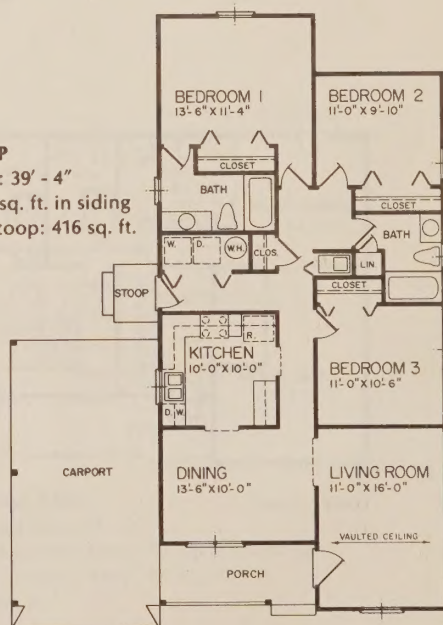 P
: 39' - 4"
sq. ft. in siding
toop: 416 sq. ft.
BEDROOM 1
13'-6" X 11'-4"
BEDROOM 2
11'-0" X 9'-10"
CLOSET
CLOSET
BATH
BATH
W.
D.
W.H.
CLOS.
LIN
STOOP
CLOSET
KITCHEN
10'-0" X 10'-0"
R.
D.W.
BEDROOM 3
11'-0" X 10'-6"
CARPORT
DINING
13'-6" X 10'-0"
LIVING ROOM
11'-0" X 16'-0"
VAULTED CEILING
PORCH